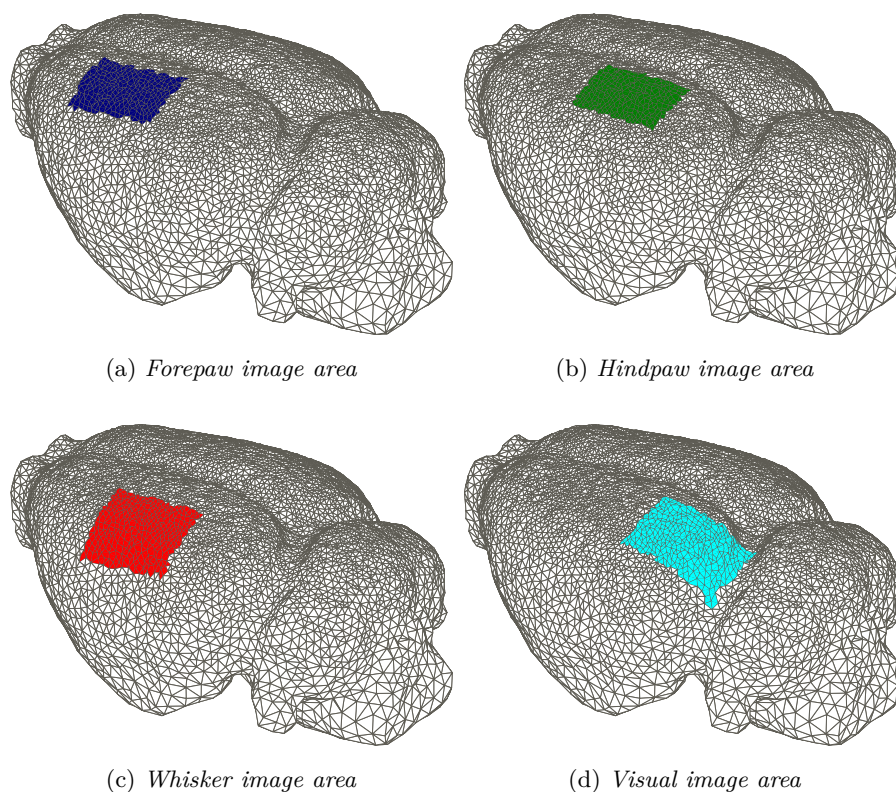 (a) Forepaw image area
(b) Hindpaw image area
(c) Whisker image area
(d) Visual image area